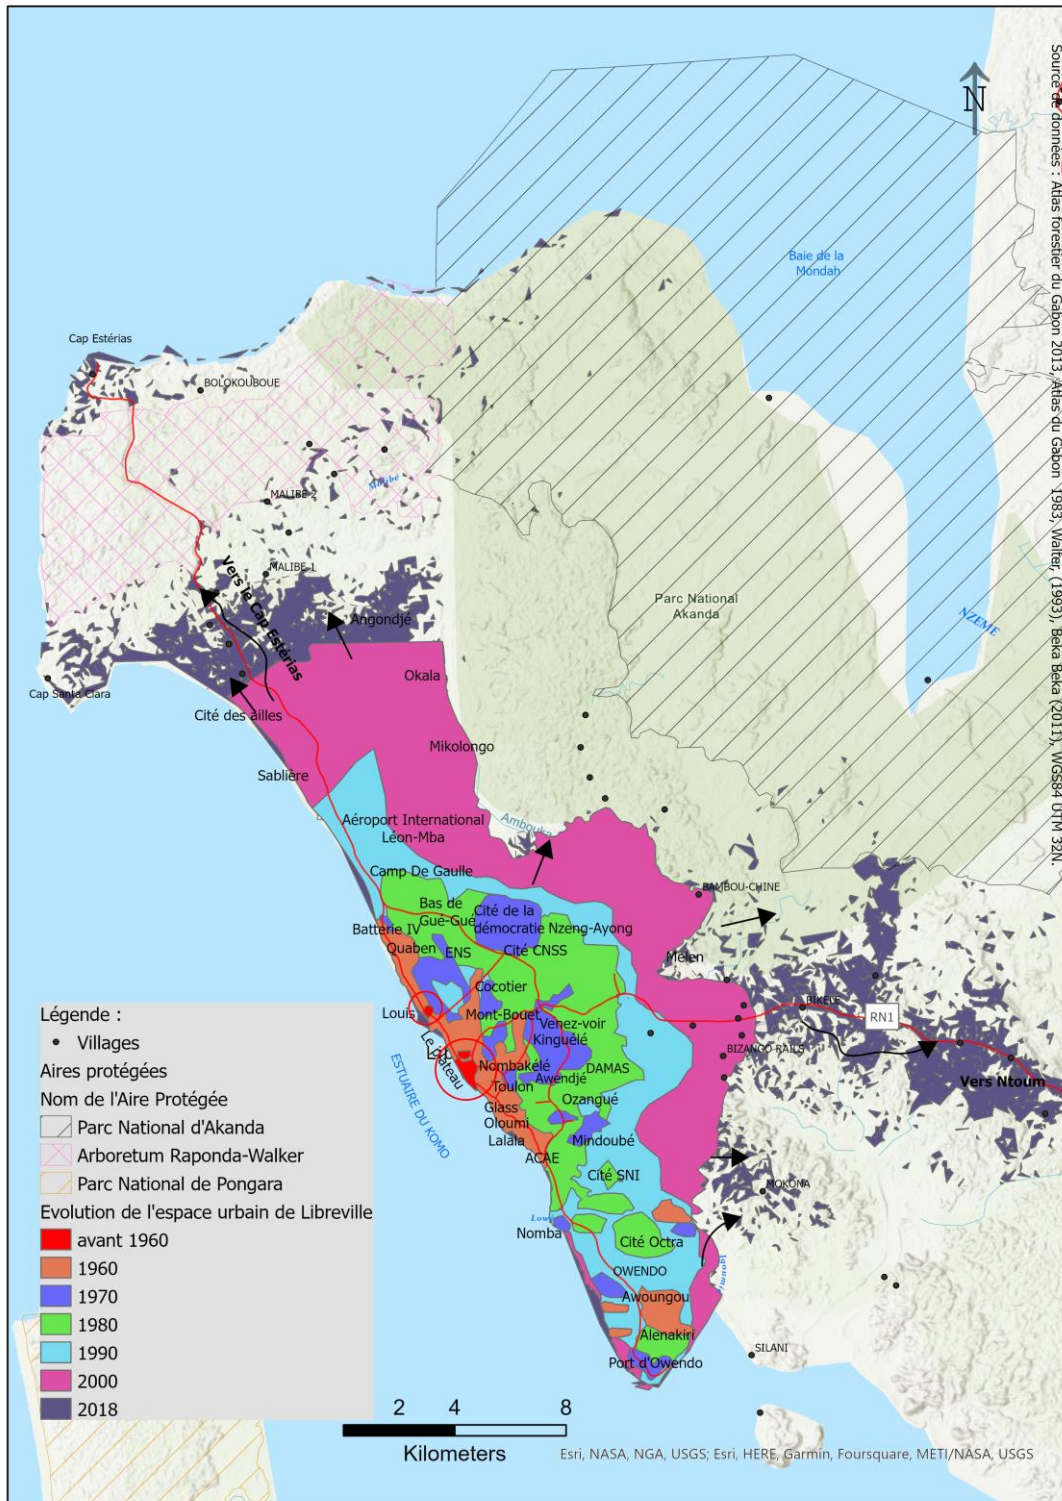 N
Source de données : Atlas forestier du Gabon 2013, Atlas du Gabon 1983, Walter, (1993), Beka Beka (2011), WGS84 UTM 32N.
Baie de la
Mondah
Cap Estérias
BOLOKOUBOUE
Malibé
MALIBE 2
MALIBE 1
Vers le Cap Estérias
Parc National
Akanda
NZEME
Angondjé
Okala
Cap Santa Clara
Cité des ailles
Mikolongo
Sablière
Aéroport International
Léon-Mba
Ambouka
Camp De Gaulle
BAMBOU-CHINE
Bas de
Gué-Gué
Cité de la
démocratie
Nzeng-Ayong
Batterie IV
Quaben
ENS
Cité CNSS
Melen
Cocotier
Louis
Mont-Bouet
Venez-voir
Kinguélé
BIKELE
RN1
Le Plateau
BIZANGO-RAILS
Nombakélé
DAMAS
Vers Ntoum
Toulon
Awendjé
Ozangué
Glass
Oloumi
Lalala
Mindoubé
ESTUAIRE DU KOMO
ACAE
Cité SNI
MOKONA
Lowé
Nomba
Cité Octra
Igoumié
OWENDO
Awoungou
Alenakiri
SILANI
Port d'Owendo
Légende :
Villages
Aires protégées
Nom de l'Aire Protégée
Parc National d'Akanda
Arboretum Raponda-Walker
Parc National de Pongara
Evolution de l'espace urbain de Libreville
avant 1960
1960
1970
1980
1990
2000
2018
2 4 8
Kilometers
Esri, NASA, NGA, USGS; Esri, HERE, Garmin, Foursquare, METI/NASA, USGS